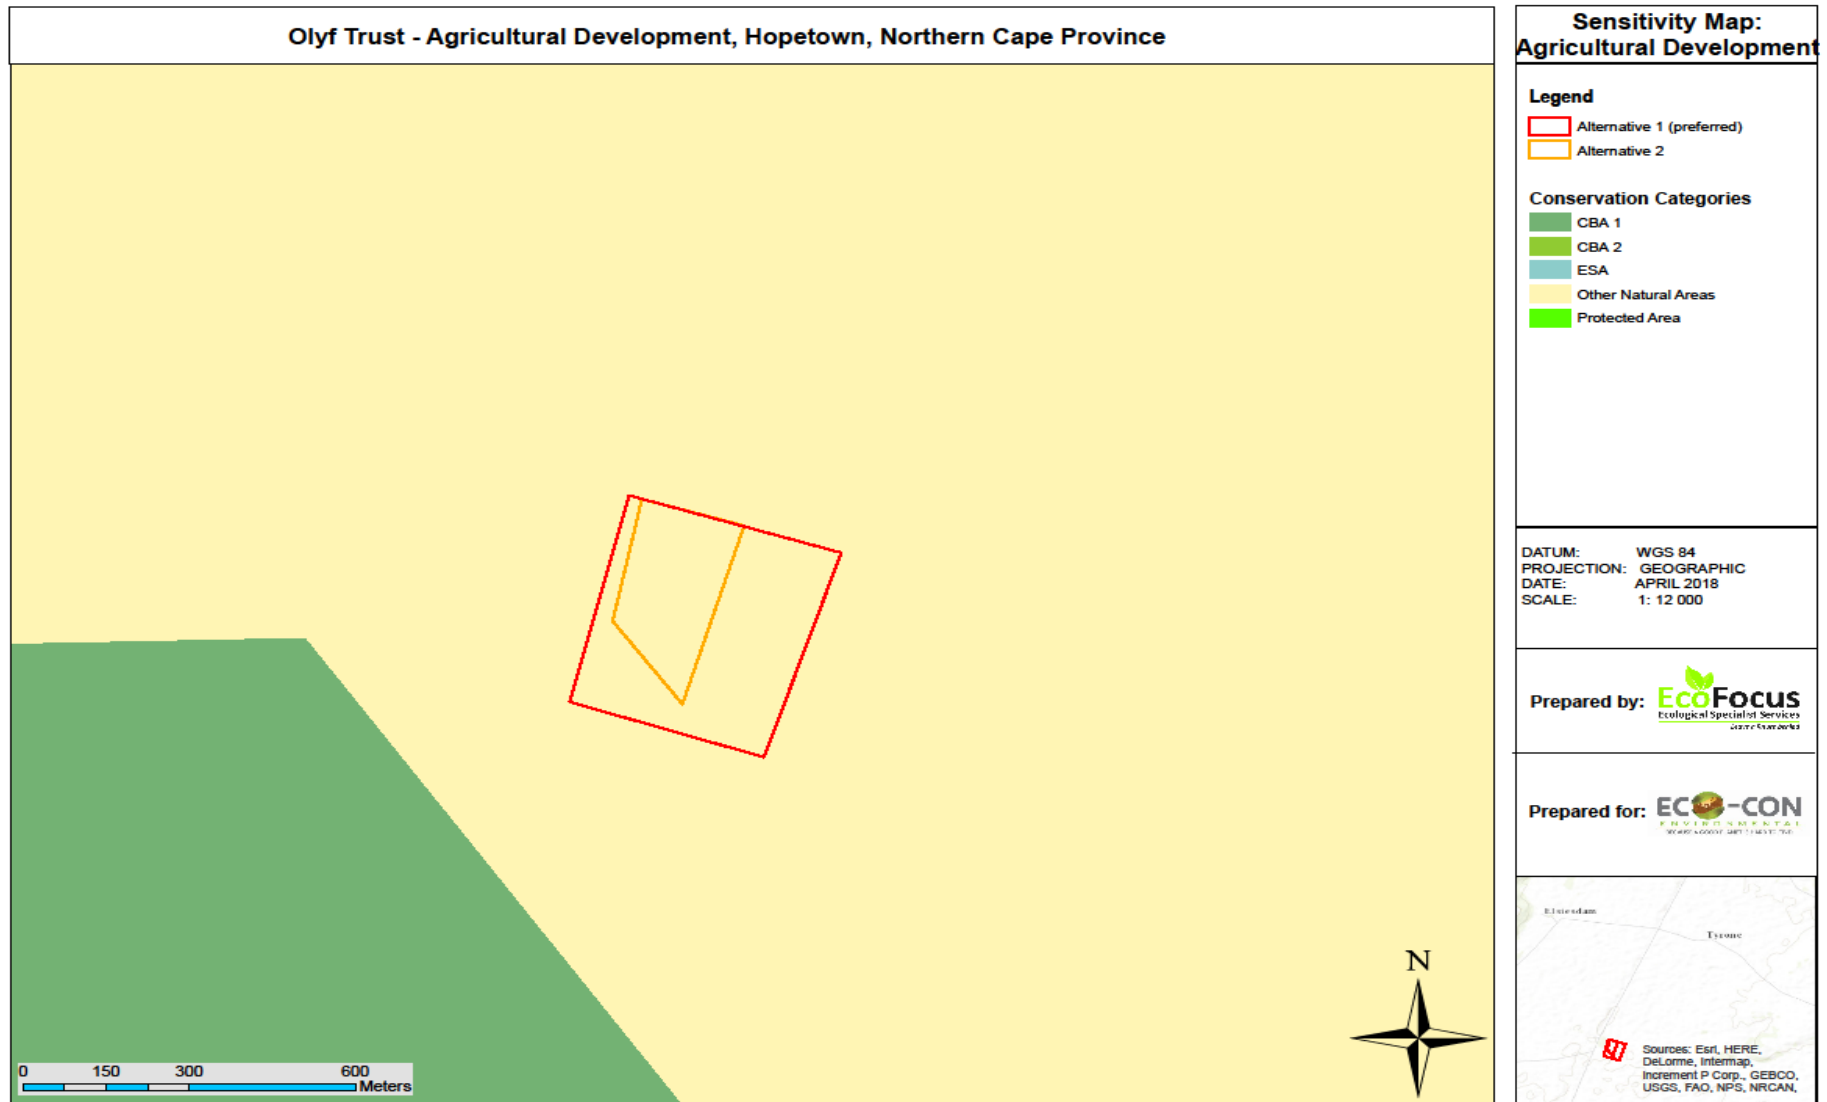 Olyf Trust - Agricultural Development, Hopetown, Northern Cape Province
Sensitivity Map:
Agricultural Development
Legend
Alternative 1 (preferred)
Alternative 2
Conservation Categories
CBA 1
CBA 2
ESA
Other Natural Areas
Protected Area
DATUM: WGS 84
PROJECTION: GEOGRAPHIC
DATE: APRIL 2018
SCALE: 1: 12 000
Prepared by:
EcoFocus
Ecological Specialist Services
Prepared for:
ECO-CON
ENVIRONMENTAL
Tyrone
Sources: Esri, HERE,
DeLorme, Intermap,
Increment P Corp., GEBCO,
USGS, FAO, NPS, NRCAN,
N
0 150 300 600
Meters